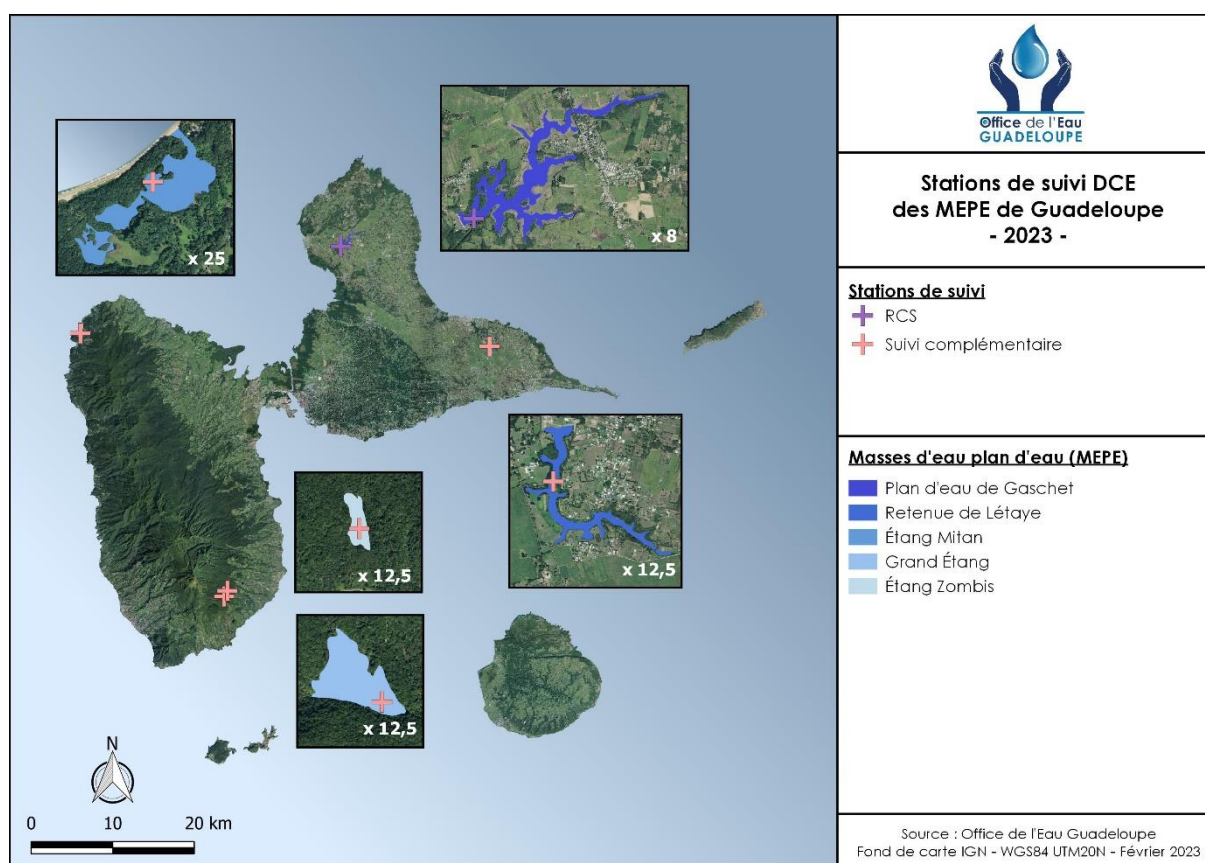 Office de l'Eau
GUADELOUPE
Stations de suivi DCE
des MEPE de Guadeloupe
- 2023 -
Stations de suivi
RCS
Suivi complémentaire
Masses d'eau plan d'eau (MEPE)
Plan d'eau de Gaschet
Retenue de Létaye
Étang Mitan
Grand Étang
Étang Zombis
Source : Office de l'Eau Guadeloupe
Fond de carte IGN - WGS84 UTM20N - Février 2023
x 25
x 8
x 12,5
x 12,5
x 12,5
N
0 10 20 km